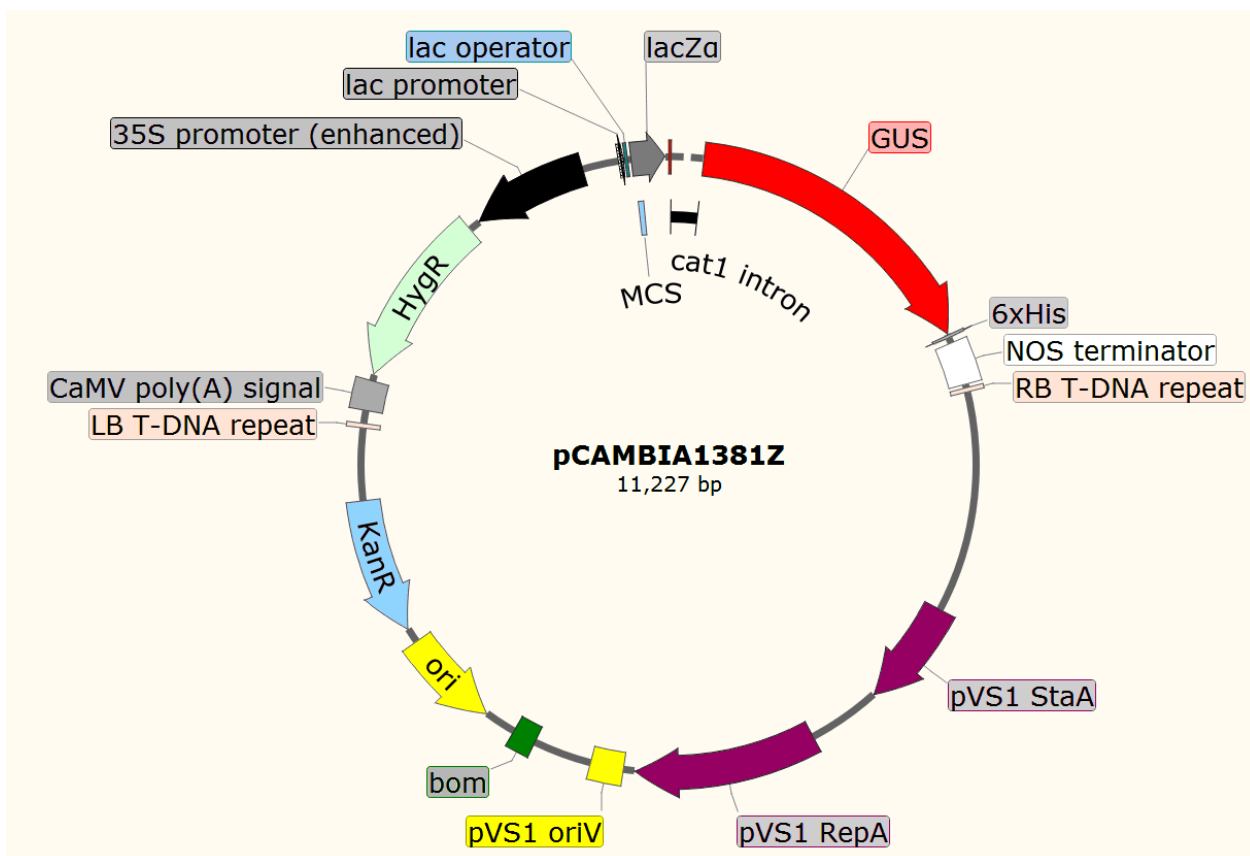 lac operator
lacZα
lac promoter
35S promoter (enhanced)
GUS
HygR
MCS
cat1 intron
6xHis
NOS terminator
CaMV poly(A) signal
RB T-DNA repeat
LB T-DNA repeat
pCAMBIA1381Z
11,227 bp
KanR
ori
pVS1 StaA
bom
pVS1 oriV
pVS1 RepA